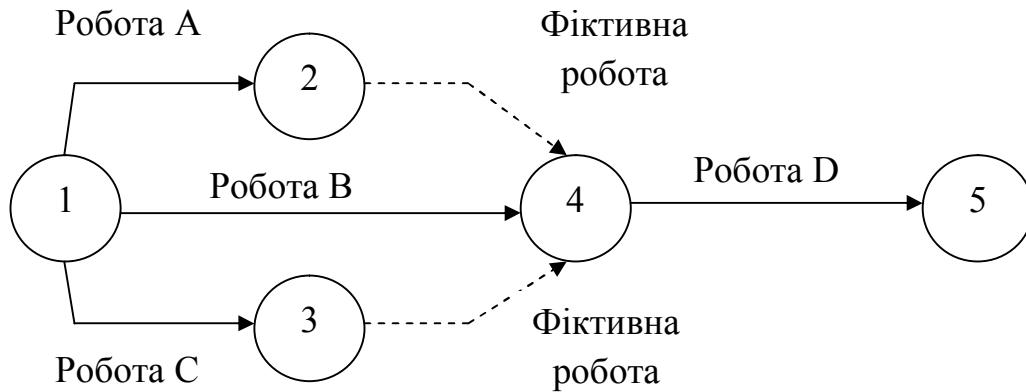 Робота A
Фіктивна
робота
2
Робота B
Робота D
1
4
5
3
Фіктивна
робота
Робота C